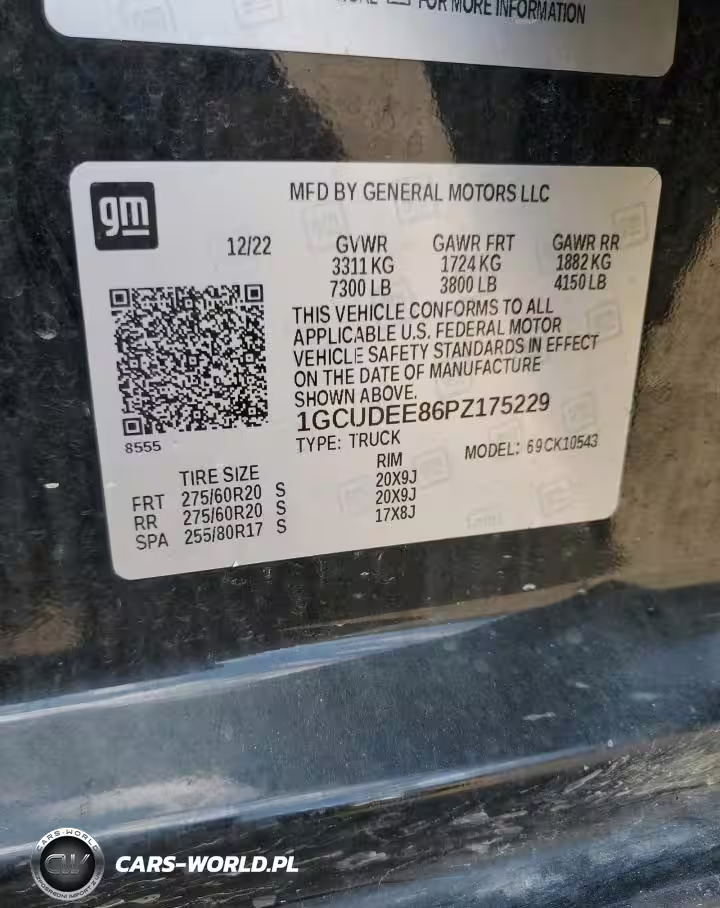 FOR MORE INFORMATION
gm
MFD BY GENERAL MOTORS LLC
12/22 GVWR GAWR FRT GAWR RR
3311 KG 1724 KG 1882 KG
7300 LB 3800 LB 4150 LB
THIS VEHICLE CONFORMS TO ALL
APPLICABLE U.S. FEDERAL MOTOR
VEHICLE SAFETY STANDARDS IN EFFECT
ON THE DATE OF MANUFACTURE
SHOWN ABOVE.
1GCUDEE86PZ175229
8555
TYPE: TRUCK MODEL: 69CK10543
TIRE SIZE RIM
FRT 275/60R20 S 20X9J
RR 275/60R20 S 20X9J
SPA 255/80R17 S 17X8J
CARS-WORLD
CW
CARS-WORLD.PL